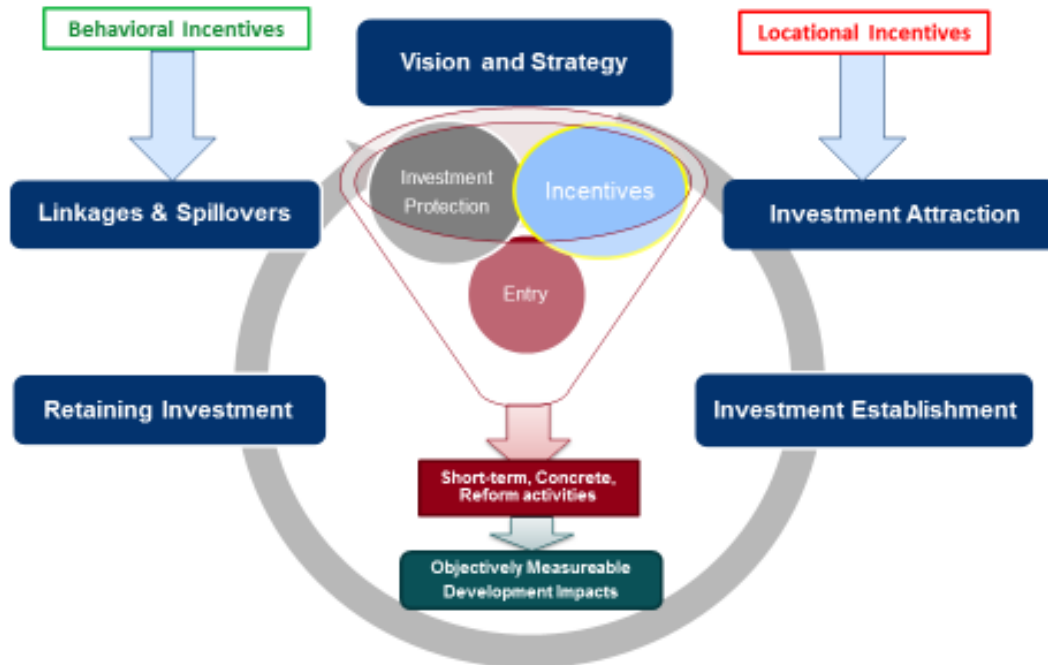 Behavioral Incentives
Locational Incentives
Vision and Strategy
Investment
Protection
Incentives
Linkages & Spillovers
Investment Attraction
Entry
Retaining Investment
Investment Establishment
Short-term, Concrete,
Reform activities
Objectively Measureable
Development Impacts